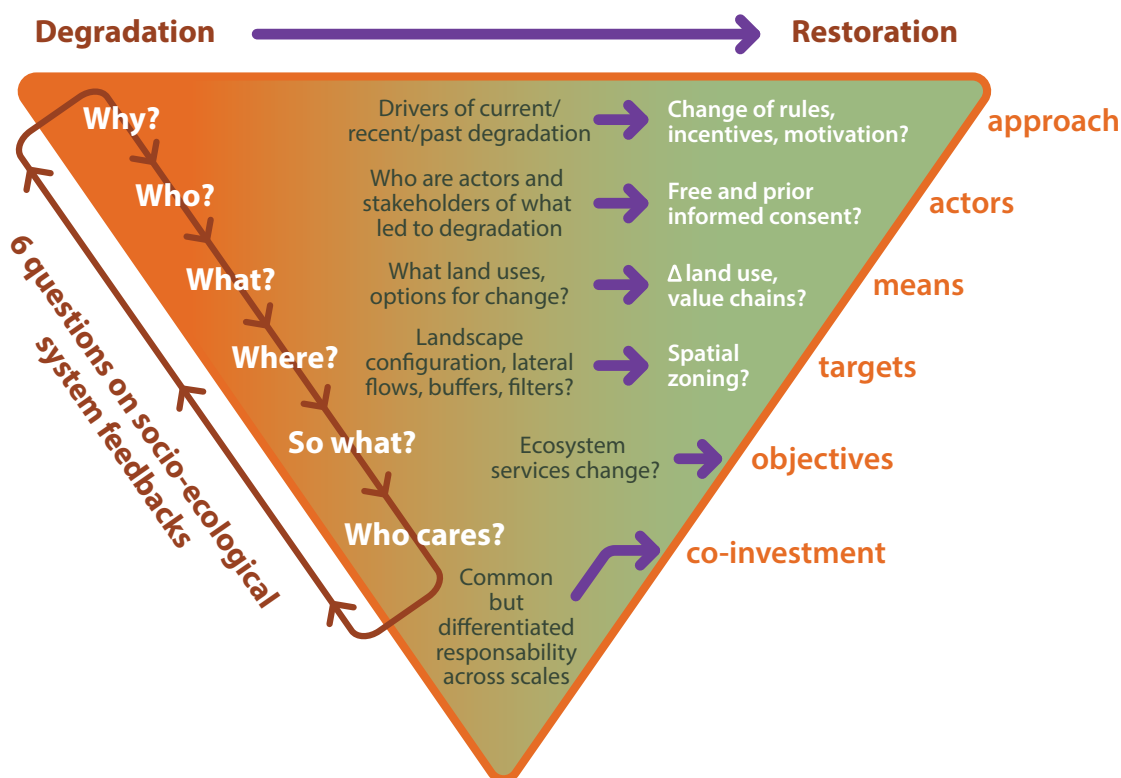 Degradation
Restoration
Why?
Drivers of current/
recent/past degradation
Change of rules,
incentives, motivation?
approach
Who?
Who are actors and
stakeholders of what
led to degradation
Free and prior
informed consent?
actors
What?
What land uses,
options for change?
Δ land use,
value chains?
means
Where?
Landscape
configuration, lateral
flows, buffers, filters?
Spatial
zoning?
targets
So what?
Ecosystem
services change?
objectives
Who cares?
Common
but
differentiated
responsability
across scales
co-investment
6 questions on socio-ecological
system feedbacks